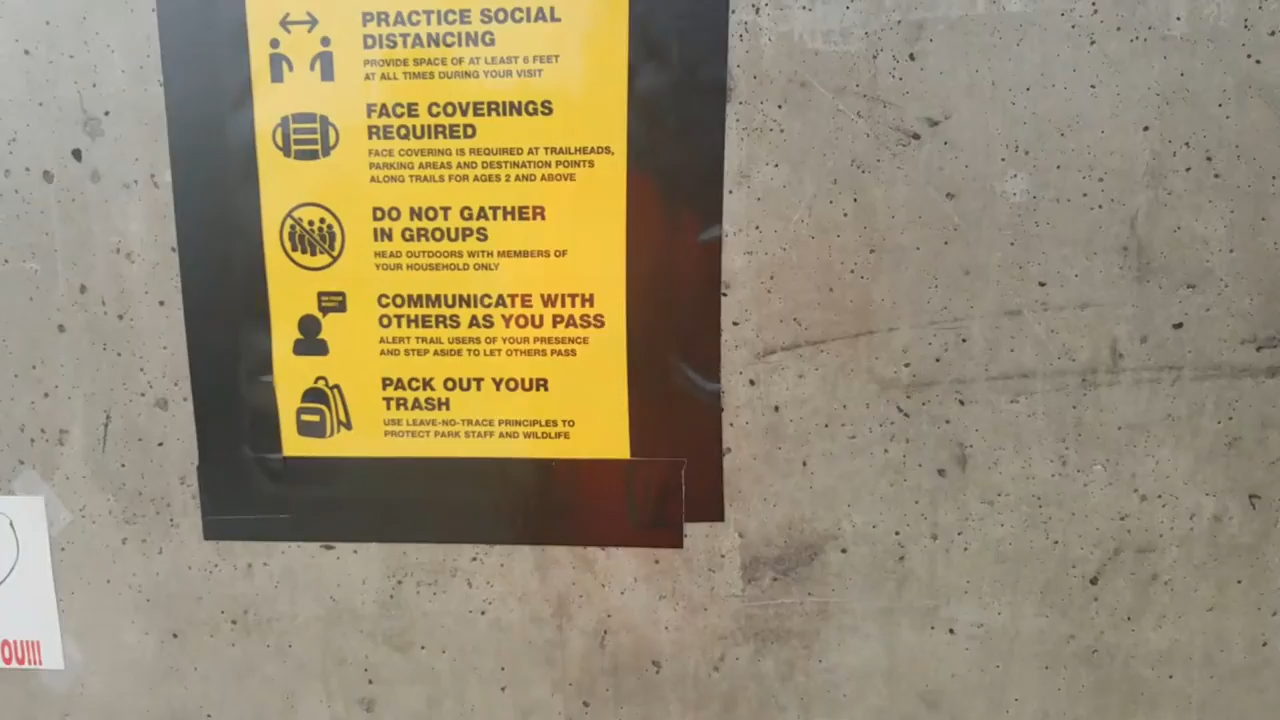 PRACTICE SOCIAL
DISTANCING
PROVIDE SPACE OF AT LEAST 6 FEET
AT ALL TIMES DURING YOUR VISIT
FACE COVERINGS
REQUIRED
FACE COVERING IS REQUIRED AT TRAILHEADS,
PARKING AREAS AND DESTINATION POINTS
ALONG TRAILS FOR AGES 2 AND ABOVE
DO NOT GATHER
IN GROUPS
HEAD OUTDOORS WITH MEMBERS OF
YOUR HOUSEHOLD ONLY
COMMUNICATE WITH
OTHERS AS YOU PASS
ALERT TRAIL USERS OF YOUR PRESENCE
AND STEP ASIDE TO LET OTHERS PASS
PACK OUT YOUR
TRASH
USE LEAVE-NO-TRACE PRINCIPLES TO
PROTECT PARK STAFF AND WILDLIFE
OU!!!